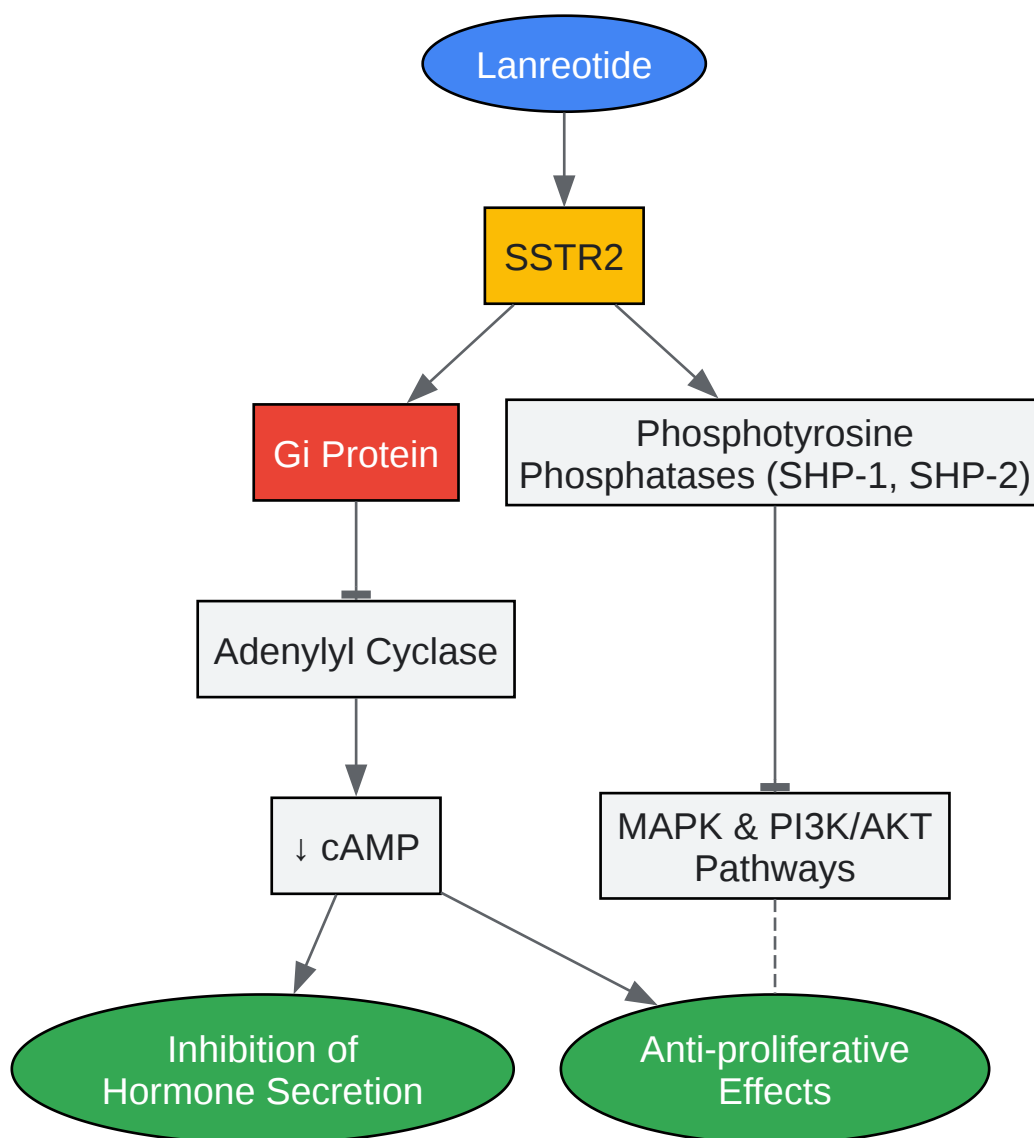 Lanreotide
SSTR2
Gi Protein
Phosphotyrosine
Phosphatases (SHP-1, SHP-2)
Adenylyl Cyclase
↓ cAMP
MAPK & PI3K/AKT
Pathways
Inhibition of
Hormone Secretion
Anti-proliferative
Effects